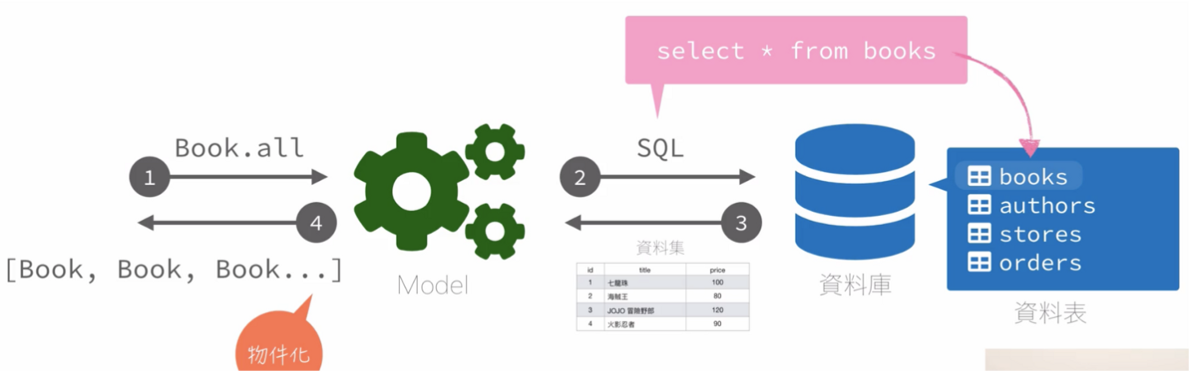 select * from books
Book.all
SQL
1
2
4
3
books
authors
stores
orders
資料集
[Book, Book, Book...]
Model
id title price
1 七龍珠 100
2 海賊王 80
3 JOJO 冒險野郎 120
4 火影忍者 90
資料庫
資料表
物件化